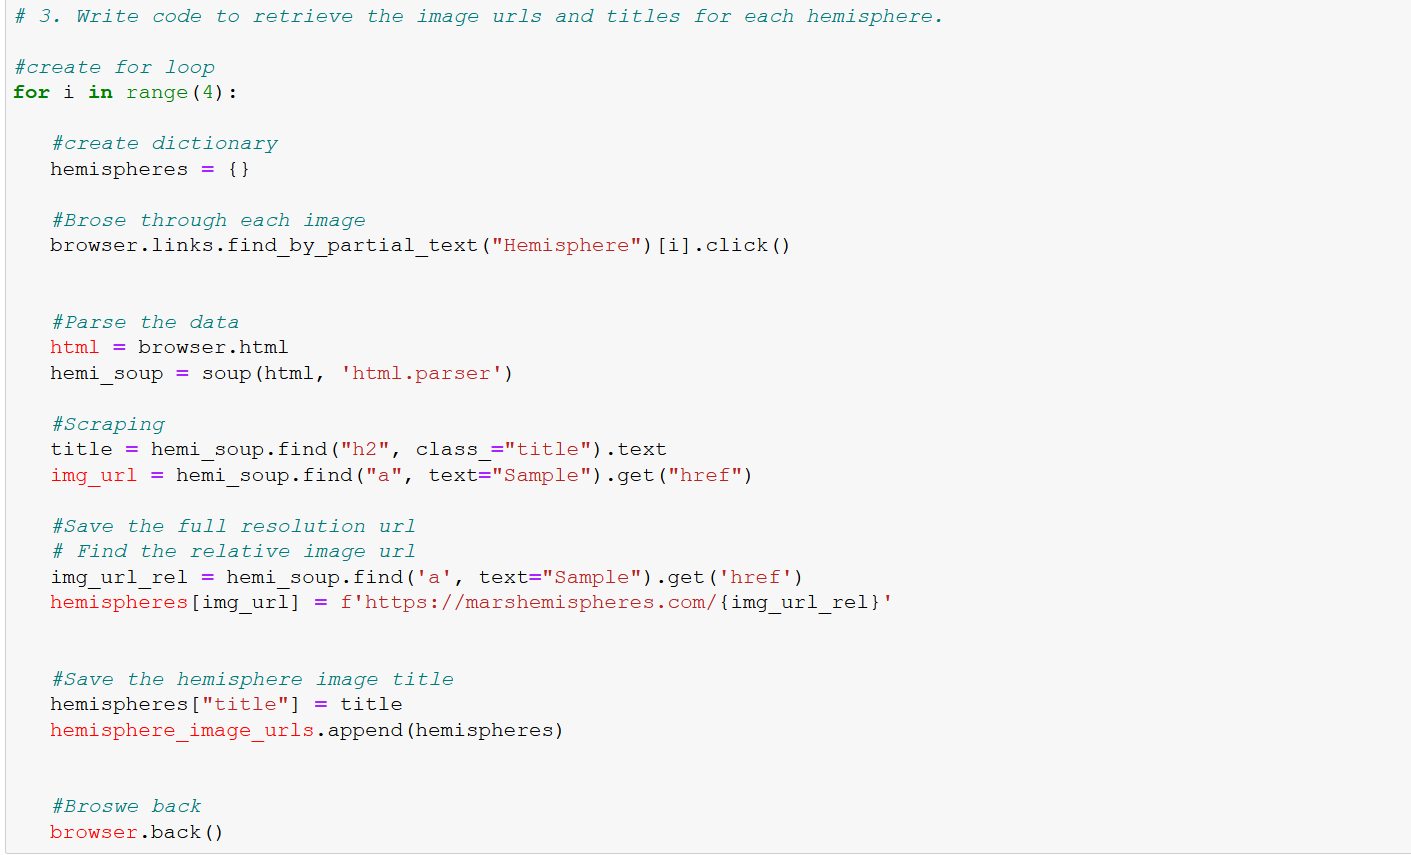 # 3. Write code to retrieve the image urls and titles for each hemisphere.
#create for loop
for i in range(4):
#create dictionary
hemispheres = {}
#Brose through each image
browser.links.find_by_partial_text("Hemisphere")[i].click()
#Parse the data
html = browser.html
hemi_soup = soup(html, 'html.parser')
#Scraping
title = hemi_soup.find("h2", class_="title").text
img_url = hemi_soup.find("a", text="Sample").get("href")
#Save the full resolution url
# Find the relative image url
img_url_rel = hemi_soup.find('a', text="Sample").get('href')
hemispheres[img_url] = f'https://marshemispheres.com/{img_url_rel}'
#Save the hemisphere image title
hemispheres["title"] = title
hemisphere_image_urls.append(hemispheres)
#Broswe back
browser.back()